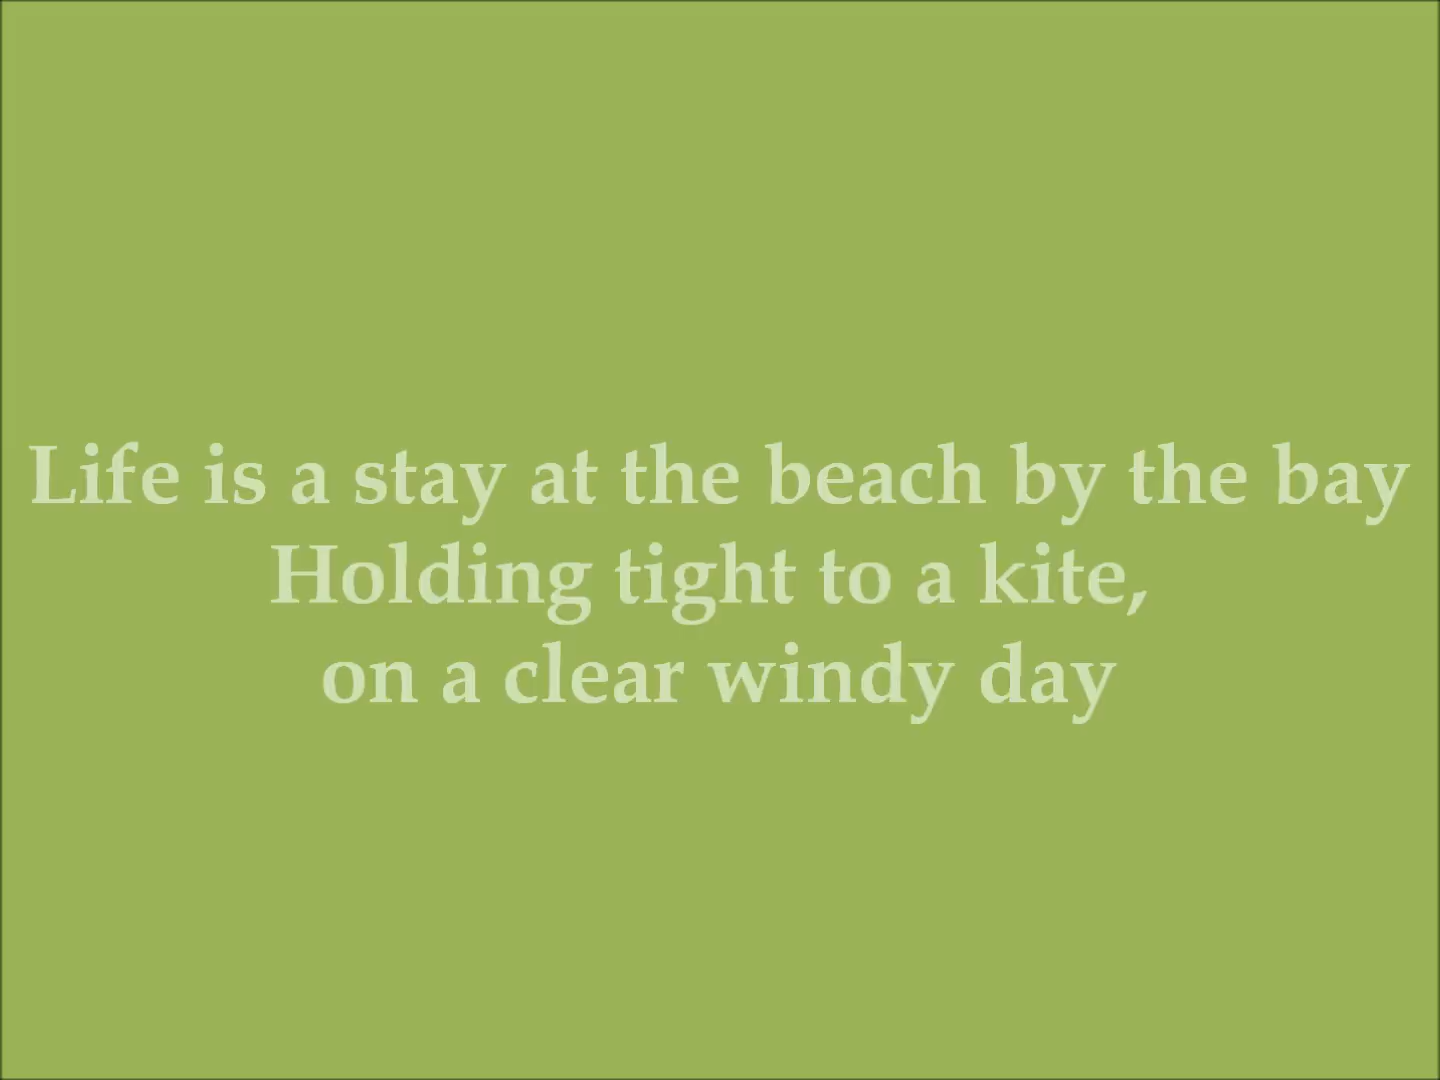 Life is a stay at the beach by the bay
Holding tight to a kite,
on a clear windy day